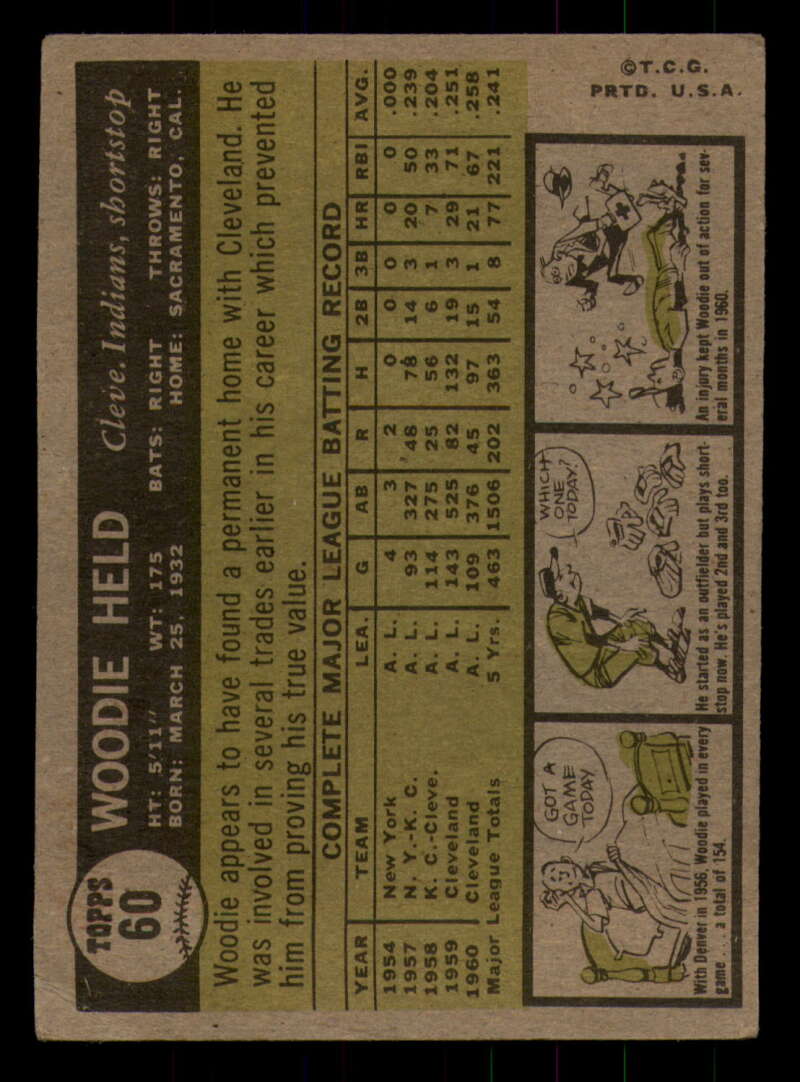 TOPPS
60
WOODIE HELD Cleve. Indians, shortstop
HT: 5'11" WT: 175 BATS: RIGHT THROWS: RIGHT
BORN: MARCH 25, 1932 HOME: SACRAMENTO, CAL.
Woodie appears to have found a permanent home with Cleveland. He
was involved in several trades earlier in his career which prevented
him from proving his true value.
COMPLETE MAJOR LEAGUE BATTING RECORD
YEAR TEAM LEA. G AB R H 2B 3B HR RBI AVG.
1954 New York A. L. 4 3 2 0 0 0 0 0 .000
1957 N. Y.-K. C. A. L. 93 327 48 78 14 3 20 50 .239
1958 K. C.-Cleve. A. L. 114 275 25 56 6 1 7 33 .204
1959 Cleveland A. L. 143 525 82 132 19 3 29 71 .251
1960 Cleveland A. L. 109 376 45 97 15 1 21 67 .258
Major League Totals 5 Yrs. 463 1506 202 363 54 8 77 221 .241
GOT A
GAME
TODAY
With Denver in 1956, Woodie played in every
game . . . a total of 154.
WHICH
ONE
TODAY?
He started as an outfielder but plays short-
stop now. He's played 2nd and 3rd too.
An injury kept Woodie out of action for sev-
eral months in 1960.
©T.C.G.
PRTD. U.S.A.